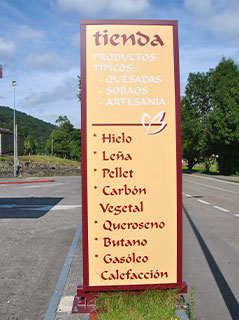 tienda
PRODUCTOS
TÍPICOS:
- QUESADAS
- SOBAOS
- ARTESANÍA
* Hielo
* Leña
* Pellet
* Carbón
Vegetal
* Queroseno
* Butano
* Gasóleo
Calefacción